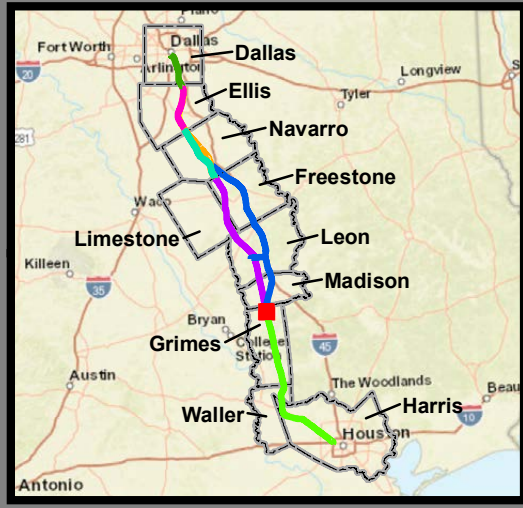 Plano
Fort Worth
Dallas
Dallas
Arlington
20
Ellis
Longview
Tyler
Navarro
281
Freestone
Waco
Limestone
Leon
Killeen
Madison
35
Bryan
Grimes
College
Station
45
Austin
The Woodlands
Beau
Waller
Harris
10
Houston
Antonio